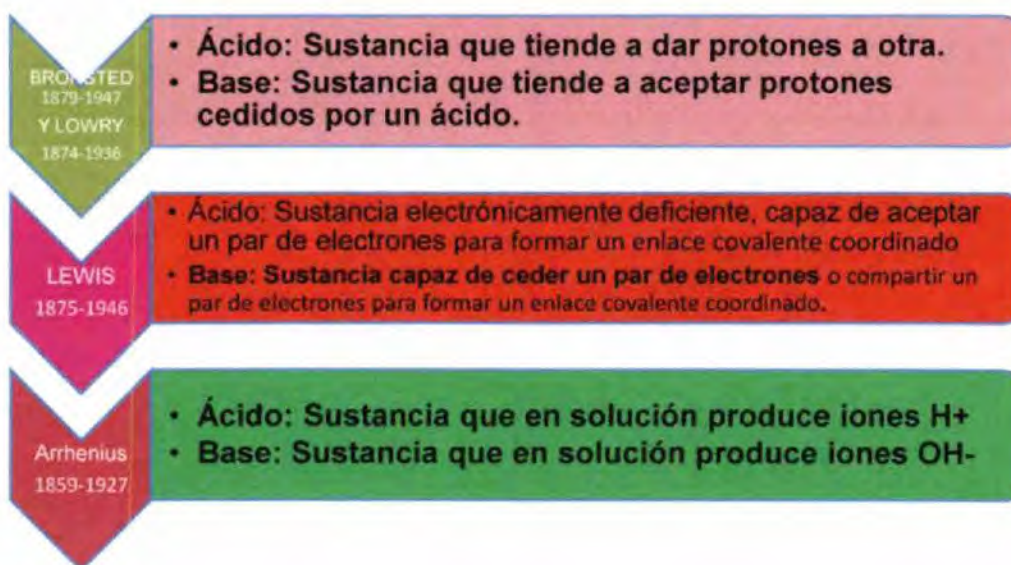 BRONSTED
1879-1947
Y LOWRY
1874-1936
• Ácido: Sustancia que tiende a dar protones a otra.
• Base: Sustancia que tiende a aceptar protones
cedidos por un ácido.
LEWIS
1875-1946
• Ácido: Sustancia electrónicamente deficiente, capaz de aceptar
un par de electrones para formar un enlace covalente coordinado
• Base: Sustancia capaz de ceder un par de electrones o compartir un
par de electrones para formar un enlace covalente coordinado.
Arrhenius
1859-1927
• Ácido: Sustancia que en solución produce iones H+
• Base: Sustancia que en solución produce iones OH-